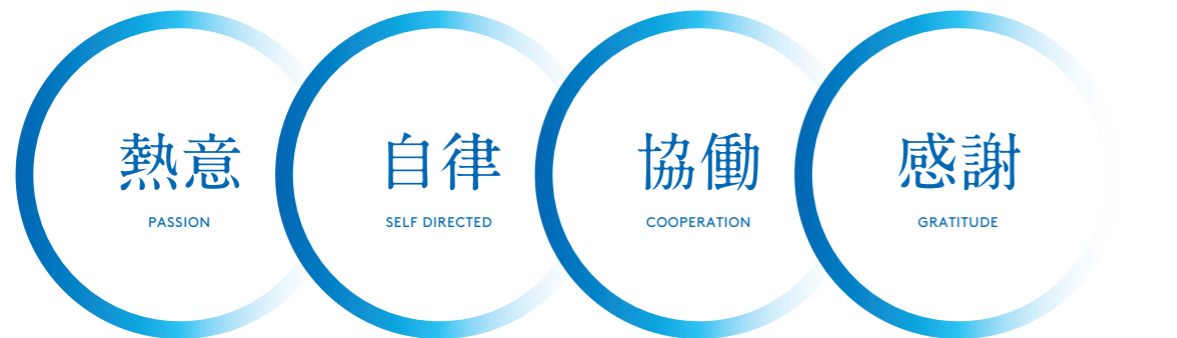 熱意
PASSION
自律
SELF DIRECTED
協働
COOPERATION
感謝
GRATITUDE